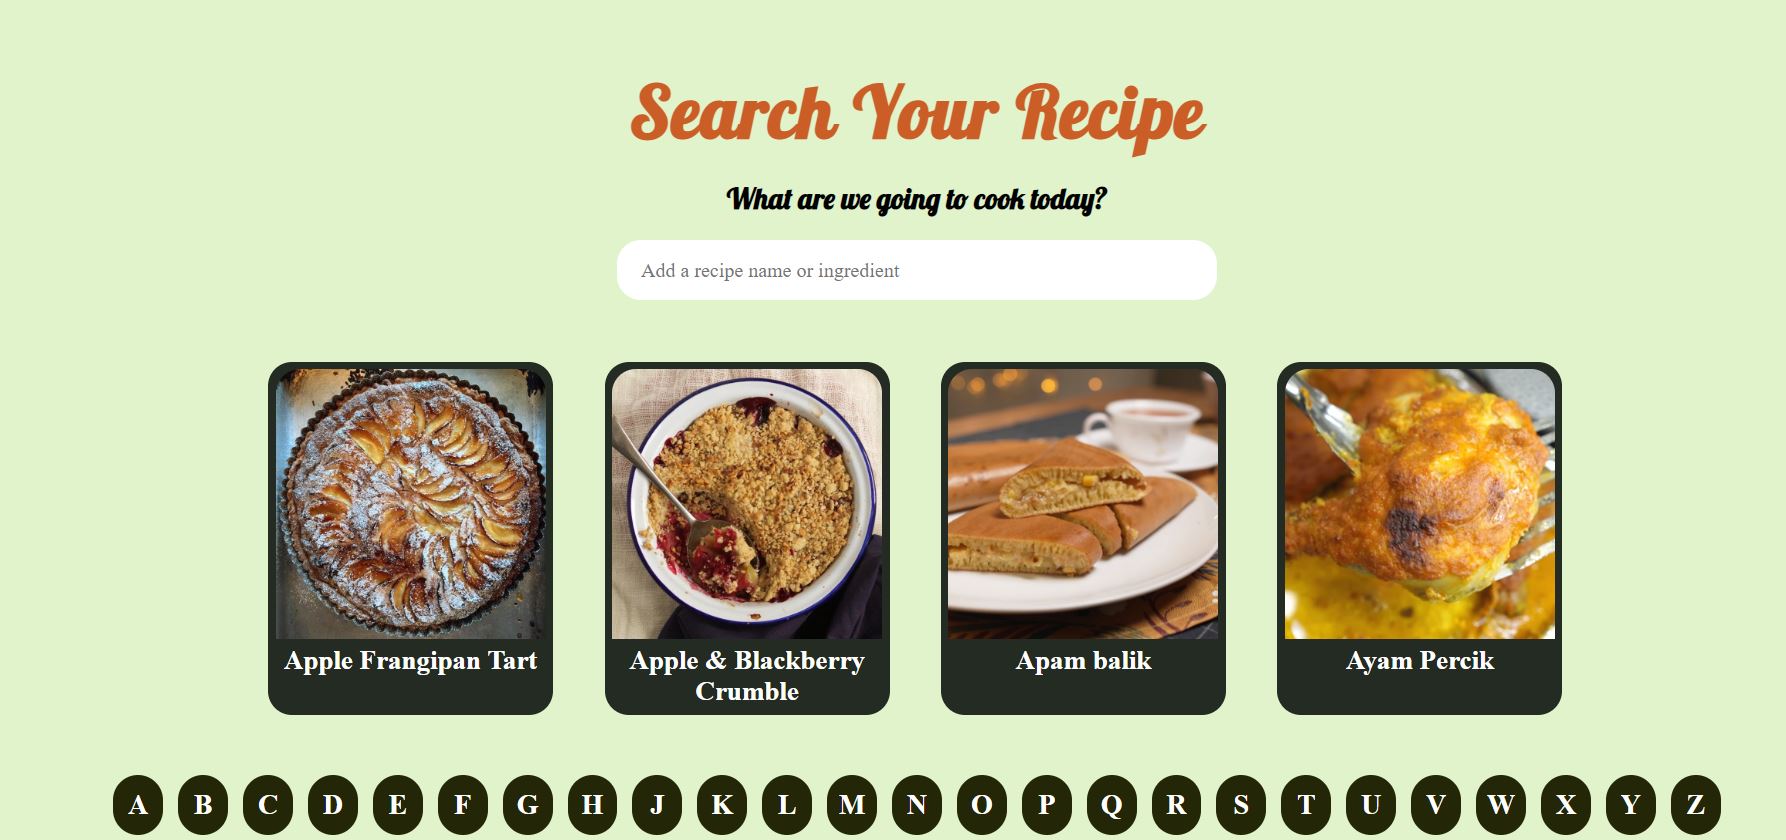 Search Your Recipe
What are we going to cook today?
Add a recipe name or ingredient
Apple Frangipan Tart
Apple & Blackberry
Crumble
Apam balik
Ayam Percik
A B C D E F G H J K L M N O P Q R S T U V W X Y Z